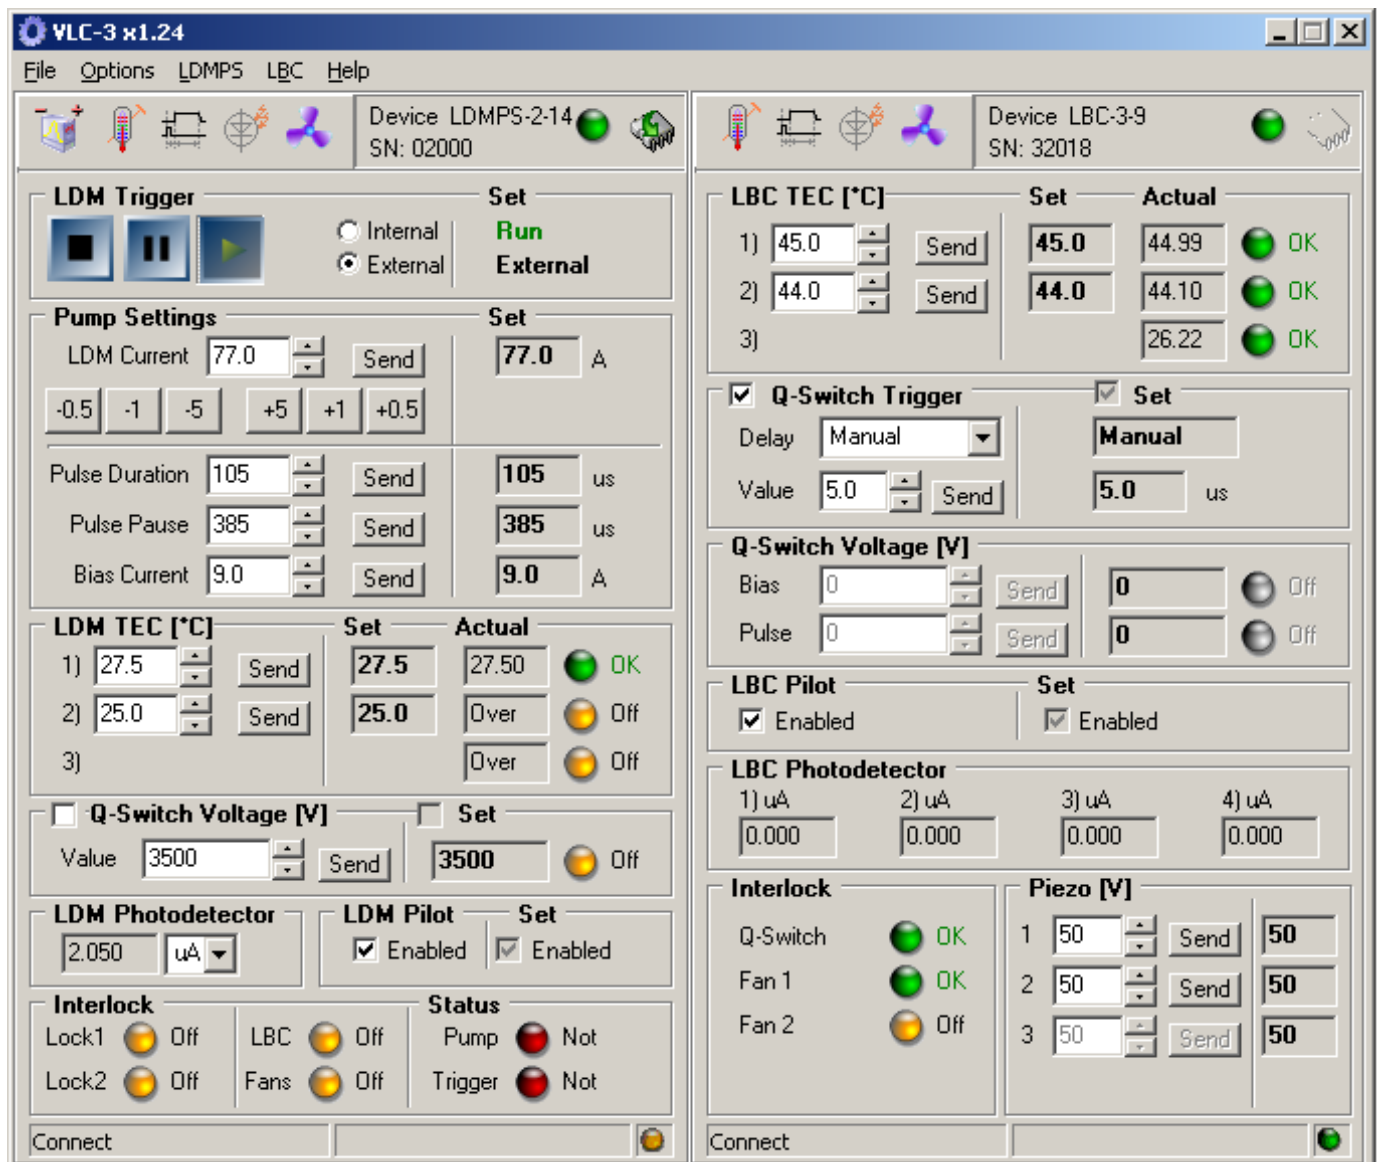 VLC-3 x1.24
File Options LDMPS LBC Help
Device LDMPS-2-14
SN: 02000
LDM Trigger Set
Internal Run
External External
Pump Settings Set
LDM Current 77.0 Send 77.0 A
-0.5 -1 -5 +5 +1 +0.5
Pulse Duration 105 Send 105 us
Pulse Pause 385 Send 385 us
Bias Current 9.0 Send 9.0 A
LDM TEC [°C] Set Actual
1) 27.5 Send 27.5 27.50 OK
2) 25.0 Send 25.0 Over Off
3) Over Off
Q-Switch Voltage [V] Set
Value 3500 Send 3500 Off
LDM Photodetector LDM Pilot Set
2.050 uA Enabled Enabled
Interlock Status
Lock1 Off LBC Off Pump Not
Lock2 Off Fans Off Trigger Not
Connect
Device LBC-3-9
SN: 32018
LBC TEC [°C] Set Actual
1) 45.0 Send 45.0 44.99 OK
2) 44.0 Send 44.0 44.10 OK
3) 26.22 OK
Q-Switch Trigger Set
Delay Manual Manual
Value 5.0 Send 5.0 us
Q-Switch Voltage [V]
Bias 0 Send 0 Off
Pulse 0 Send 0 Off
LBC Pilot Set
Enabled Enabled
LBC Photodetector
1) uA 2) uA 3) uA 4) uA
0.000 0.000 0.000 0.000
Interlock
Q-Switch OK
Fan 1 OK
Fan 2 Off
Piezo [V]
1 50 Send 50
2 50 Send 50
3 50 Send 50
Connect